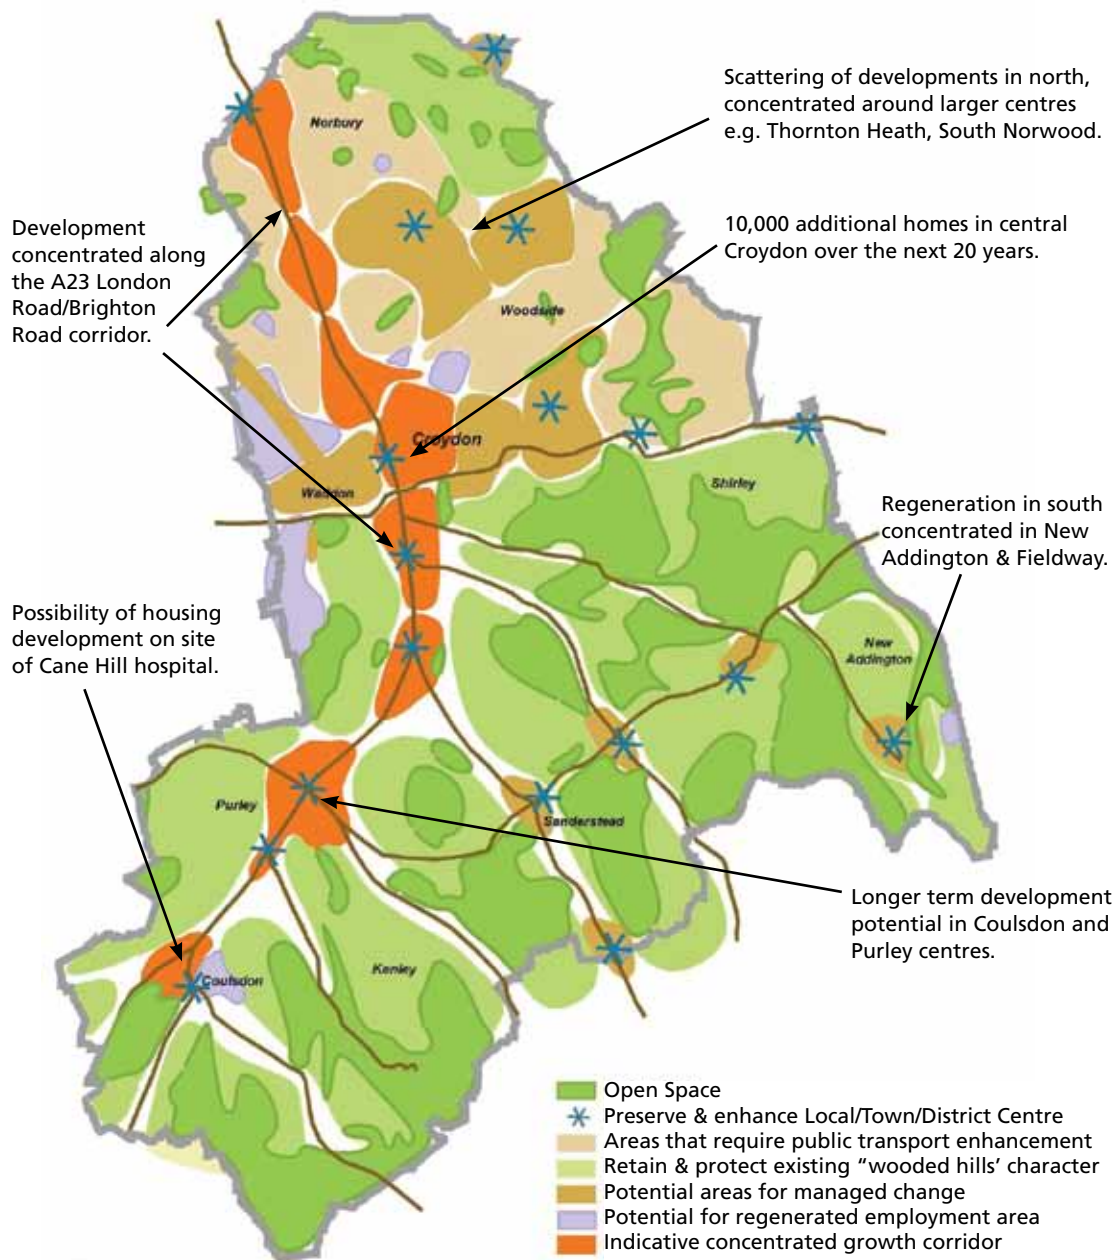 Scattering of developments in north,
concentrated around larger centres
e.g. Thornton Heath, South Norwood.
Norbury
Development
concentrated along
the A23 London
Road/Brighton
Road corridor.
10,000 additional homes in central
Croydon over the next 20 years.
Woodside
Croydon
Waddon
Shirley
Regeneration in south
concentrated in New
Addington & Fieldway.
Possibility of housing
development on site
of Cane Hill hospital.
New
Addington
Purley
Sanderstead
Longer term development
potential in Coulsdon and
Purley centres.
Kenley
Coulsdon
Open Space
Preserve & enhance Local/Town/District Centre
Areas that require public transport enhancement
Retain & protect existing “wooded hills’ character
Potential areas for managed change
Potential for regenerated employment area
Indicative concentrated growth corridor